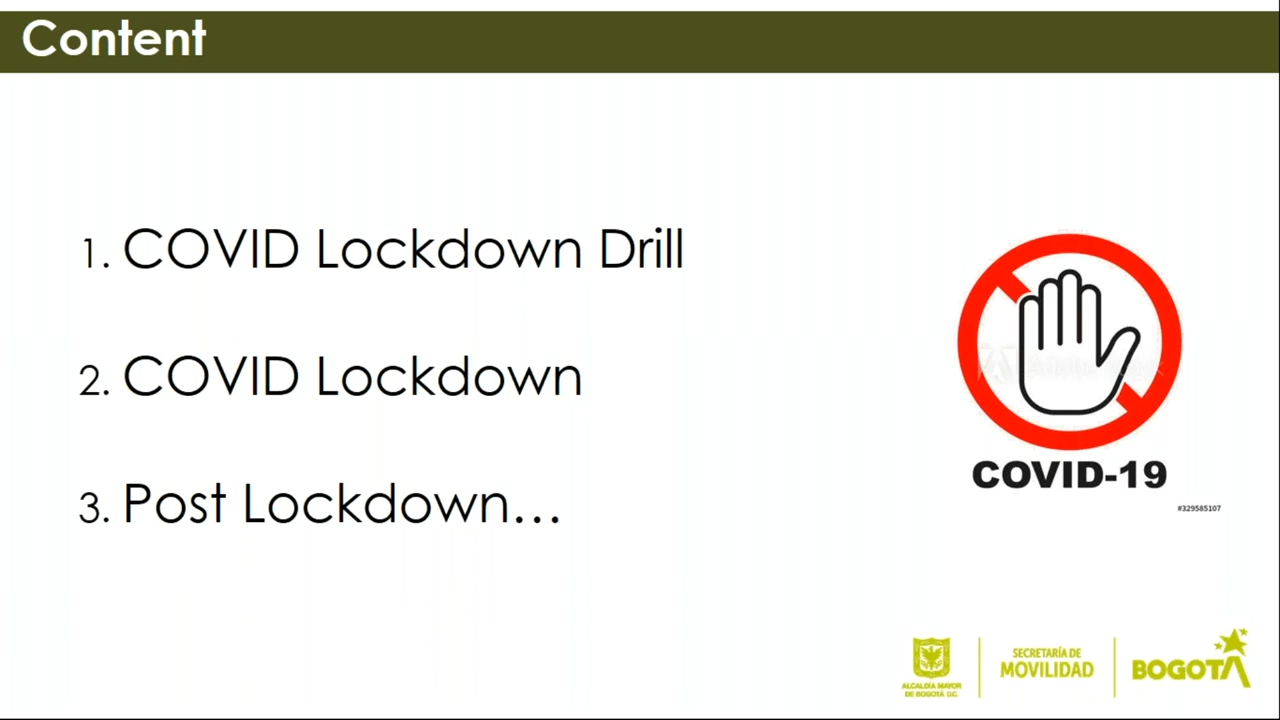 Content
1. COVID Lockdown Drill
2. COVID Lockdown
3. Post Lockdown...
COVID-19
#329585107
ALCALDÍA MAYOR
DE BOGOTÁ D.C.
SECRETARÍA DE
MOVILIDAD
BOGOTÁ